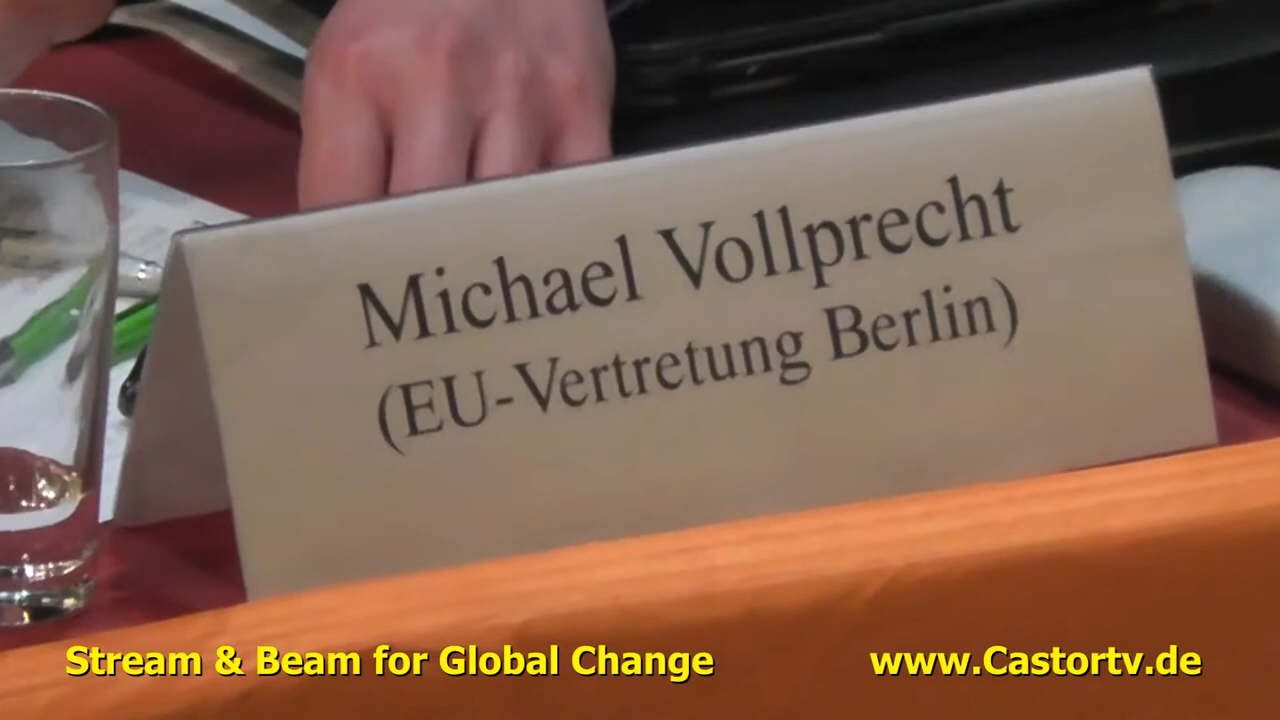 Michael Vollprecht
(EU-Vertretung Berlin)
Stream & Beam for Global Change
www.Castortv.de